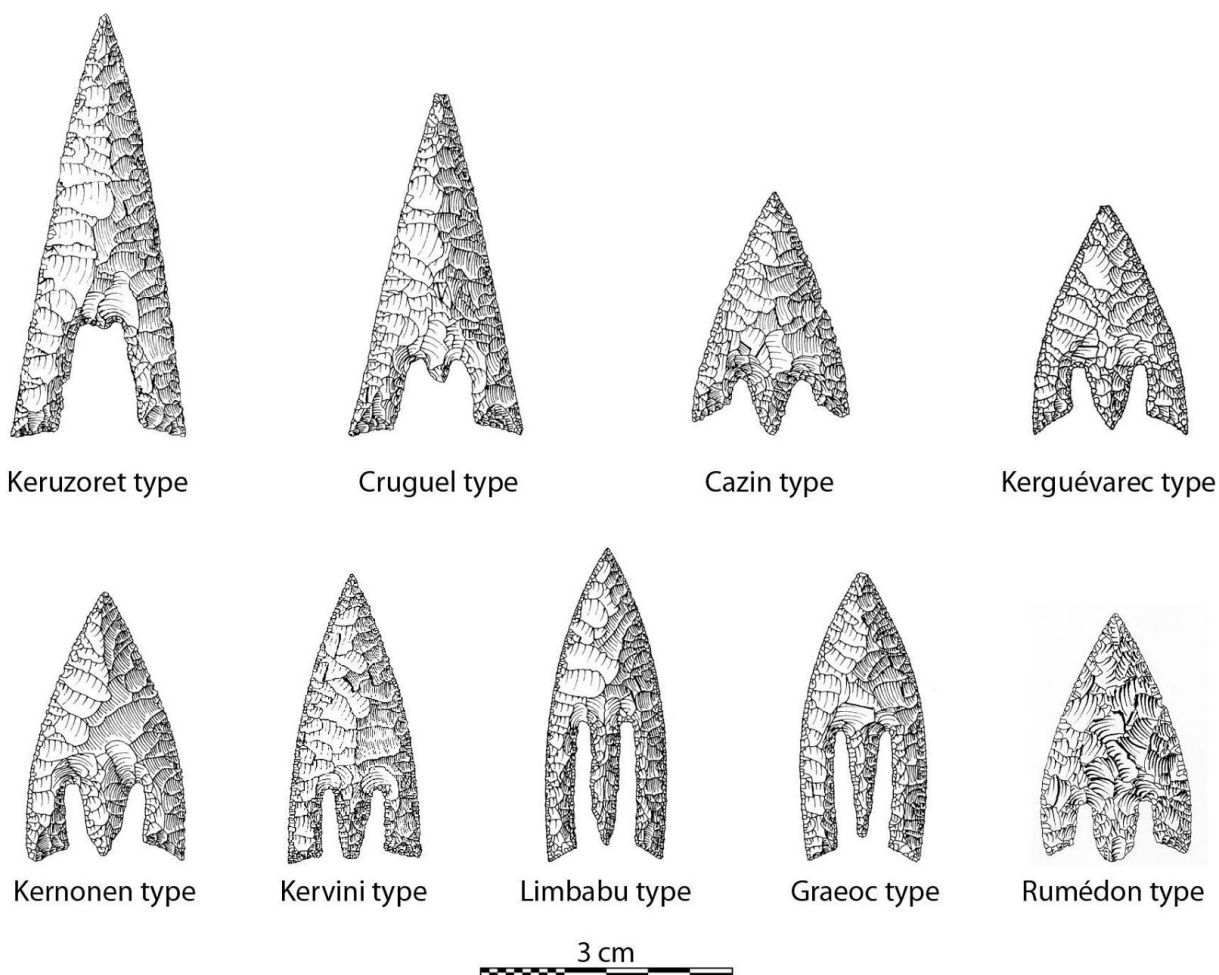 Keruzoret type
Cruguel type
Cazin type
Kerguévarec type
Kernonen type
Kervini type
Limbabu type
Graeoc type
Rumédon type
3 cm